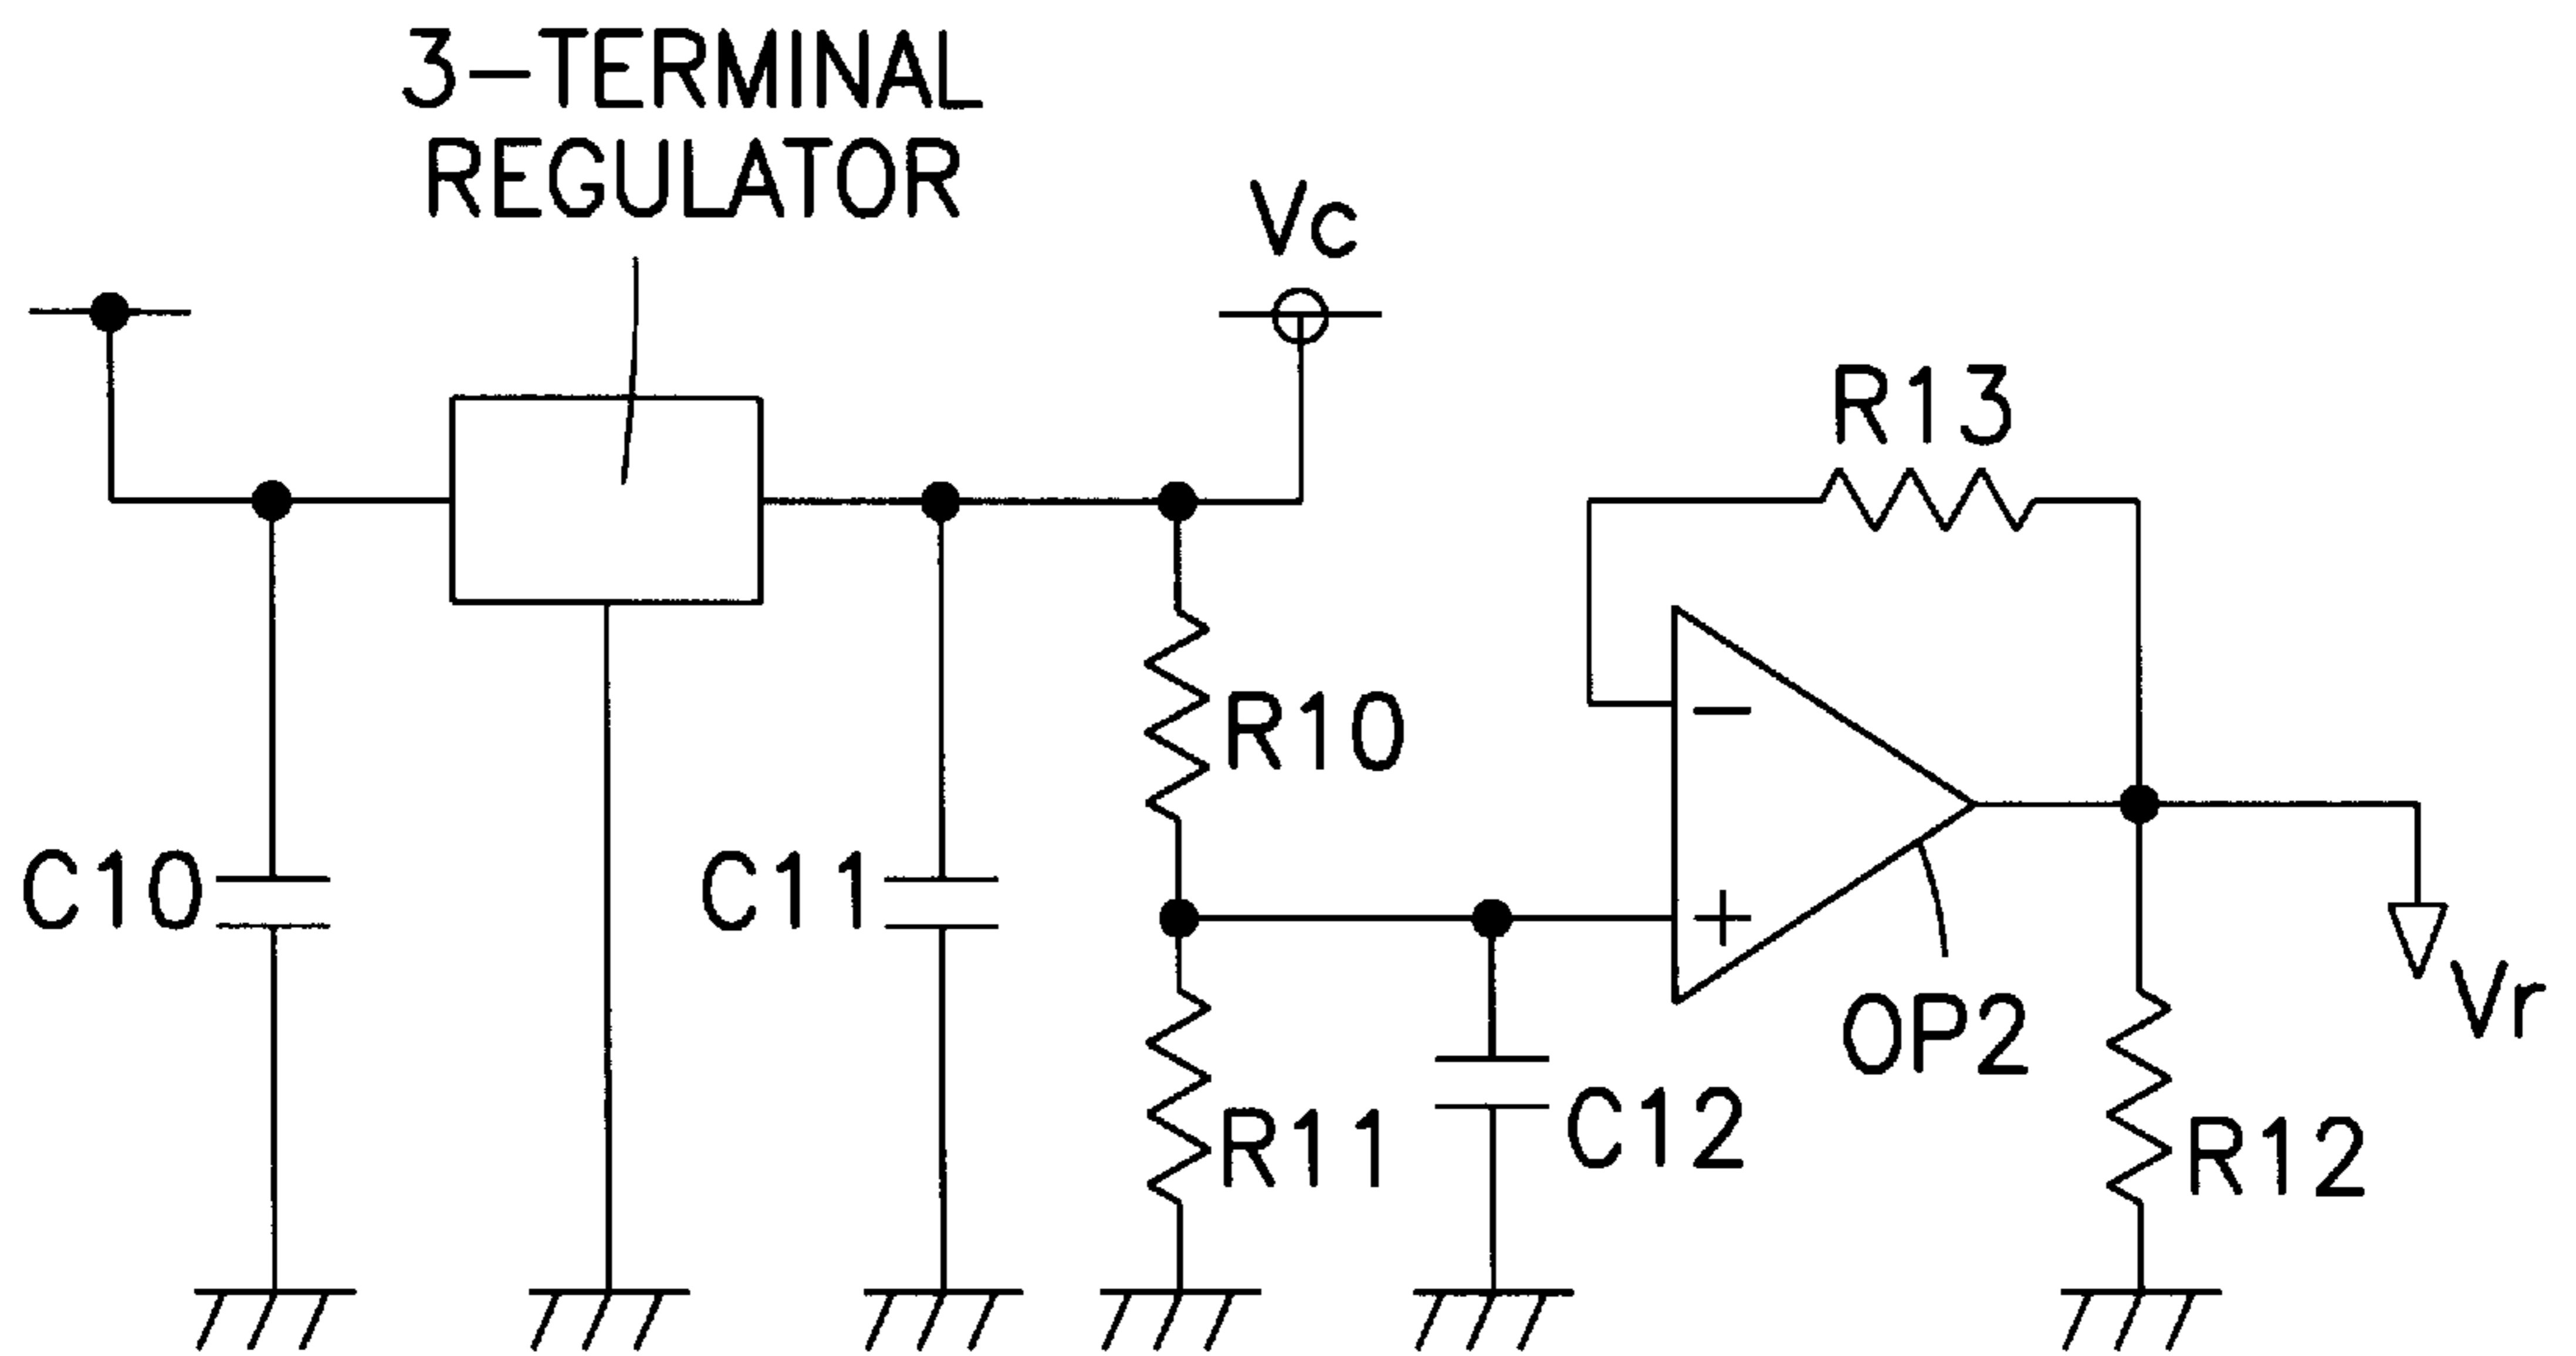 3-TERMINAL
REGULATOR
Vc
R13
R10
C10
C11
OP2
Vr
R11
C12
R12